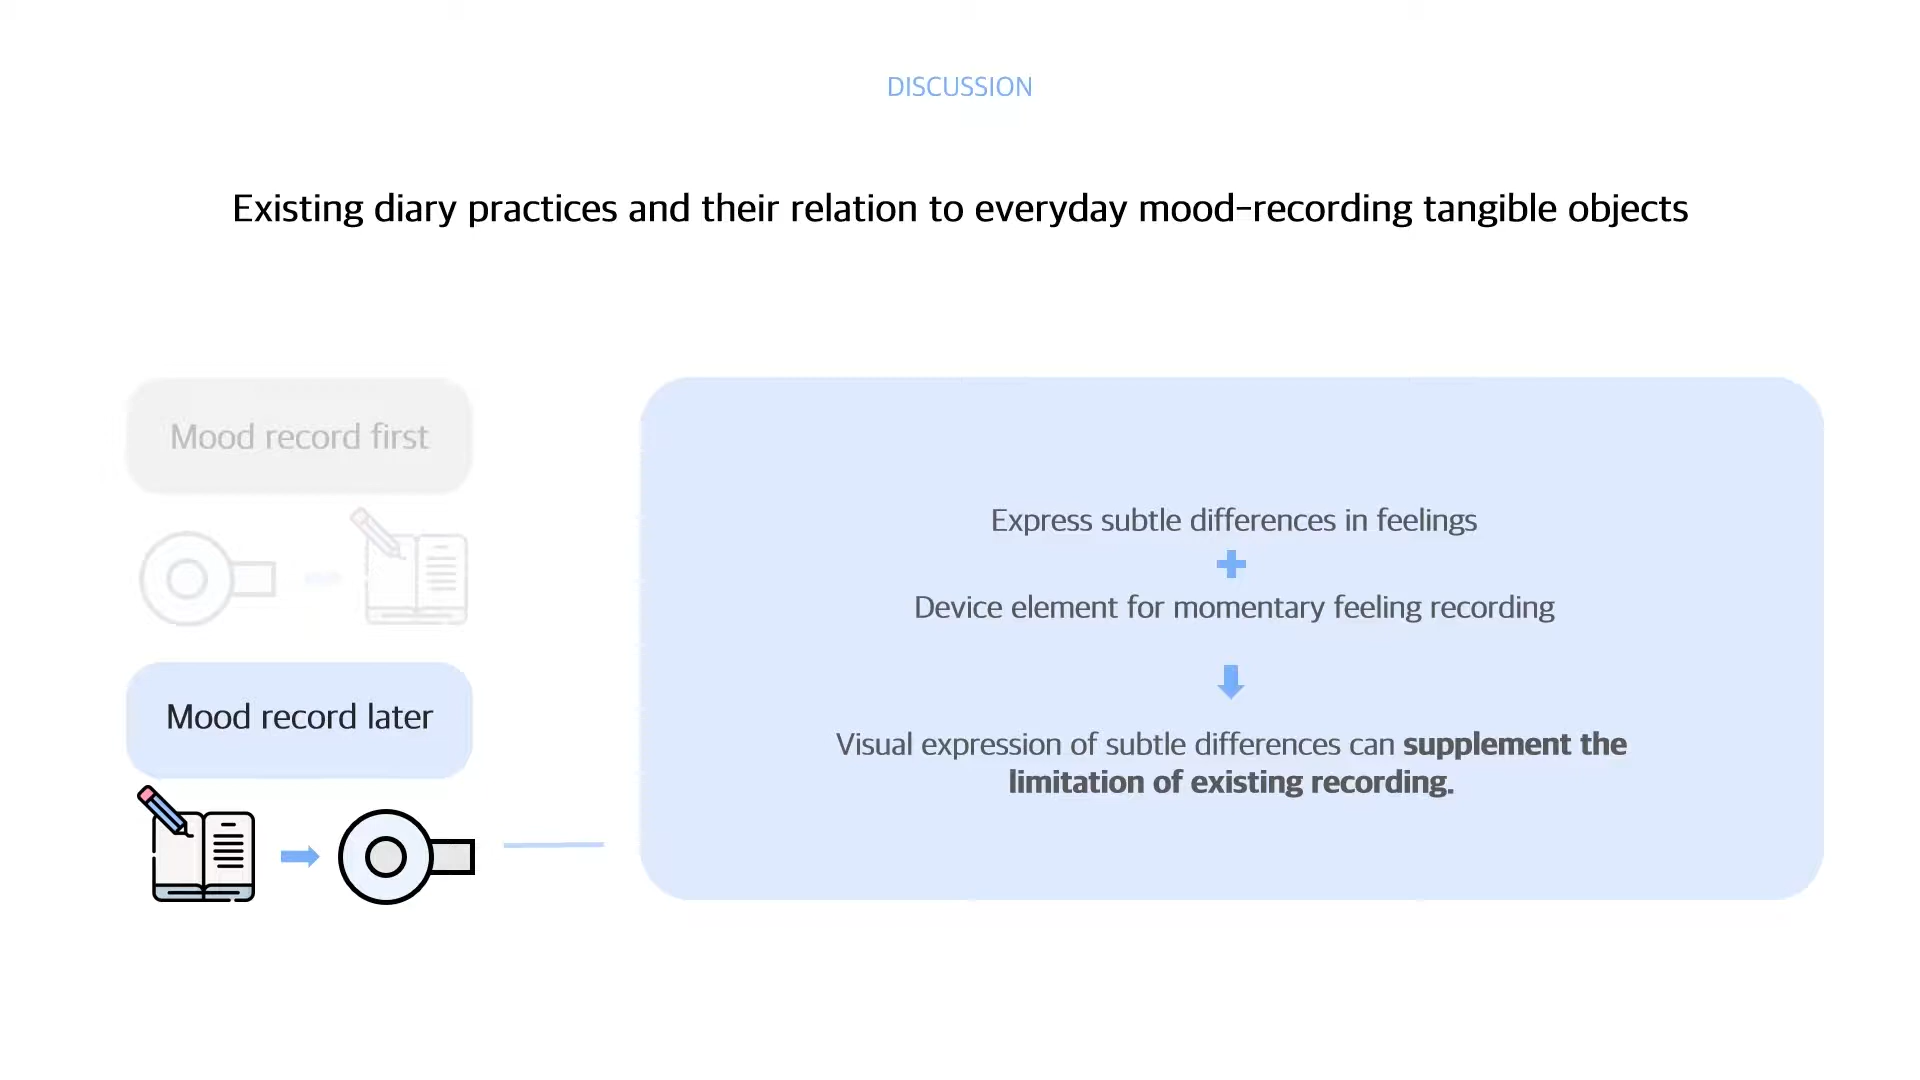 DISCUSSION
Existing diary practices and their relation to everyday mood-recording tangible objects
Mood record first
Mood record later
Express subtle differences in feelings
Device element for momentary feeling recording
Visual expression of subtle differences can supplement the
limitation of existing recording.